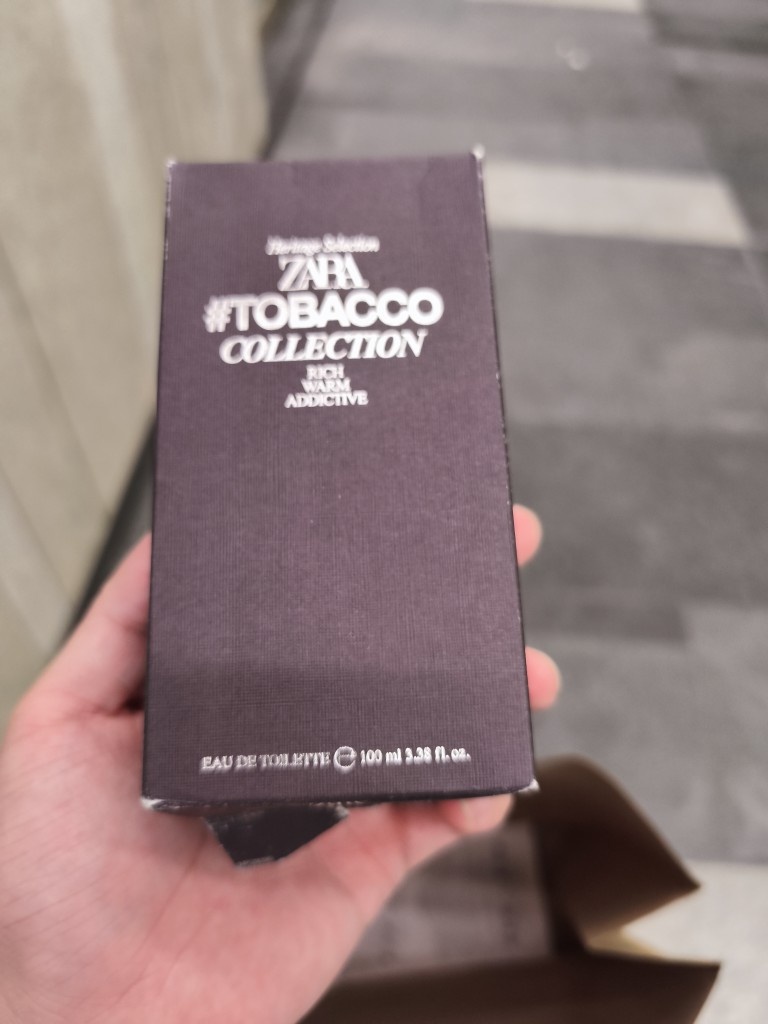 Heritage Selection
ZARA
#TOBACCO
COLLECTION
RICH
WARM
ADDICTIVE
EAU DE TOILETTE ℮ 100 ml 3.38 fl. oz.